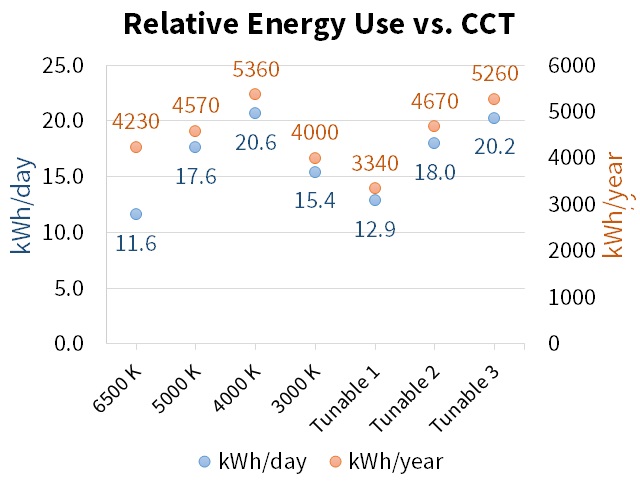 Relative Energy Use vs. CCT
25.0
20.0
15.0
10.0
5.0
0.0
kWh/day
6000
5000
4000
3000
2000
1000
0
kWh/year
4230
4570
5360
4000
3340
4670
5260
11.6
17.6
20.6
15.4
12.9
18.0
20.2
6500 K
5000 K
4000 K
3000 K
Tunable 1
Tunable 2
Tunable 3
kWh/day
kWh/year